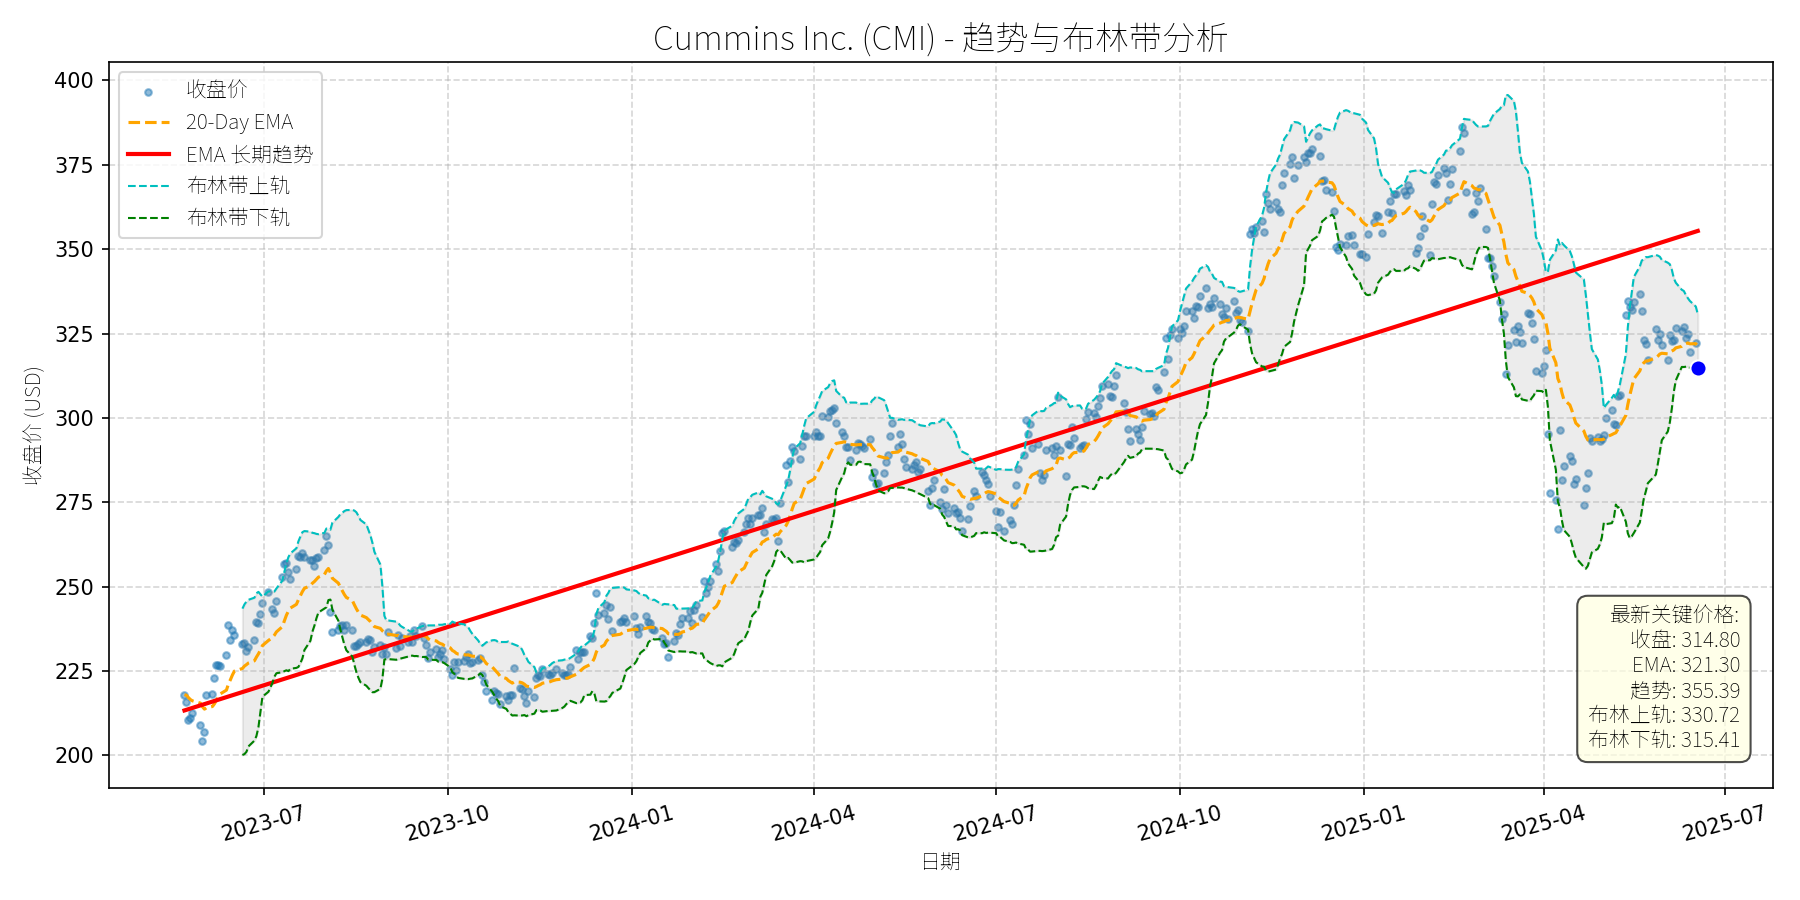 Cummins Inc. (CMI) - 趋势与布林带分析
收盘价
20-Day EMA
EMA 长期趋势
布林带上轨
布林带下轨
收盘价 (USD)
400
375
350
325
300
275
250
225
200
最新关键价格:
收盘: 314.80
EMA: 321.30
趋势: 355.39
布林上轨: 330.72
布林下轨: 315.41
2023-07
2023-10
2024-01
2024-04
2024-07
2024-10
2025-01
2025-04
2025-07
日期